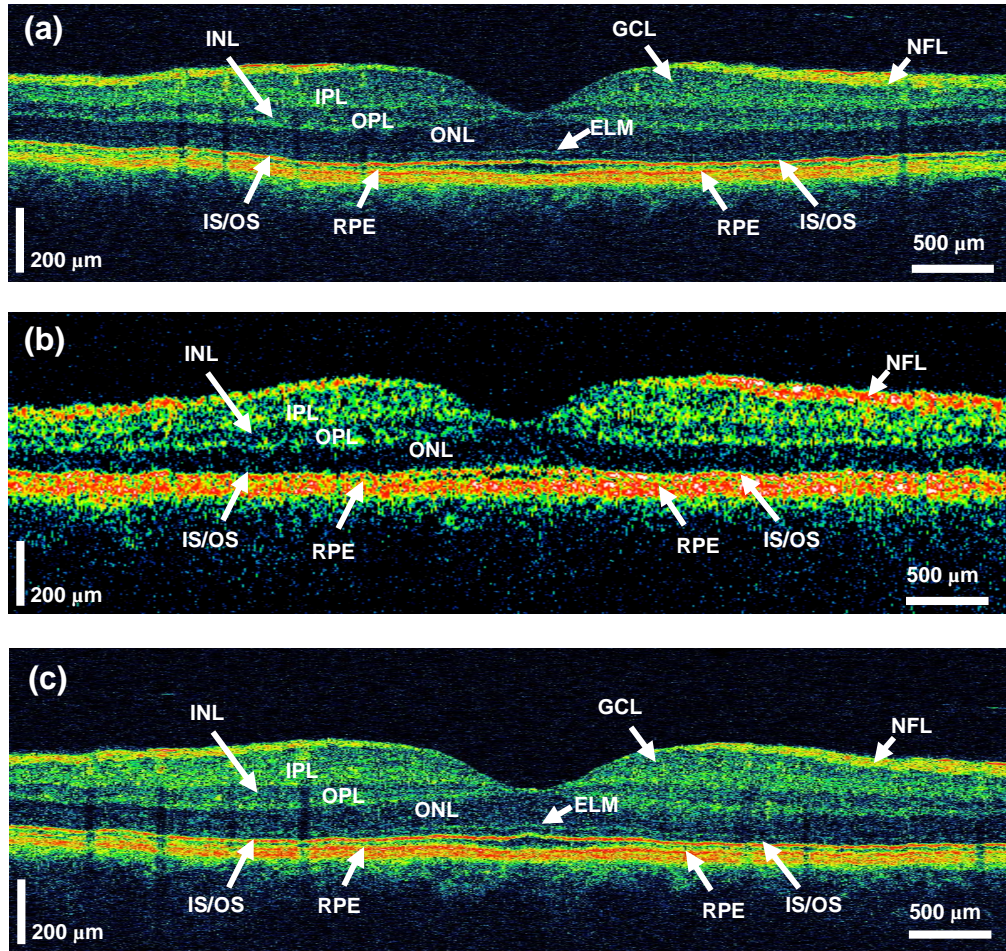 (a)
INL
GCL
NFL
IPL
OPL
ONL
ELM
IS/OS
RPE
RPE
IS/OS
200 μm
500 μm
(b)
INL
NFL
IPL
OPL
ONL
IS/OS
RPE
RPE
IS/OS
200 μm
500 μm
(c)
INL
GCL
NFL
IPL
OPL
ONL
ELM
IS/OS
RPE
RPE
IS/OS
200 μm
500 μm